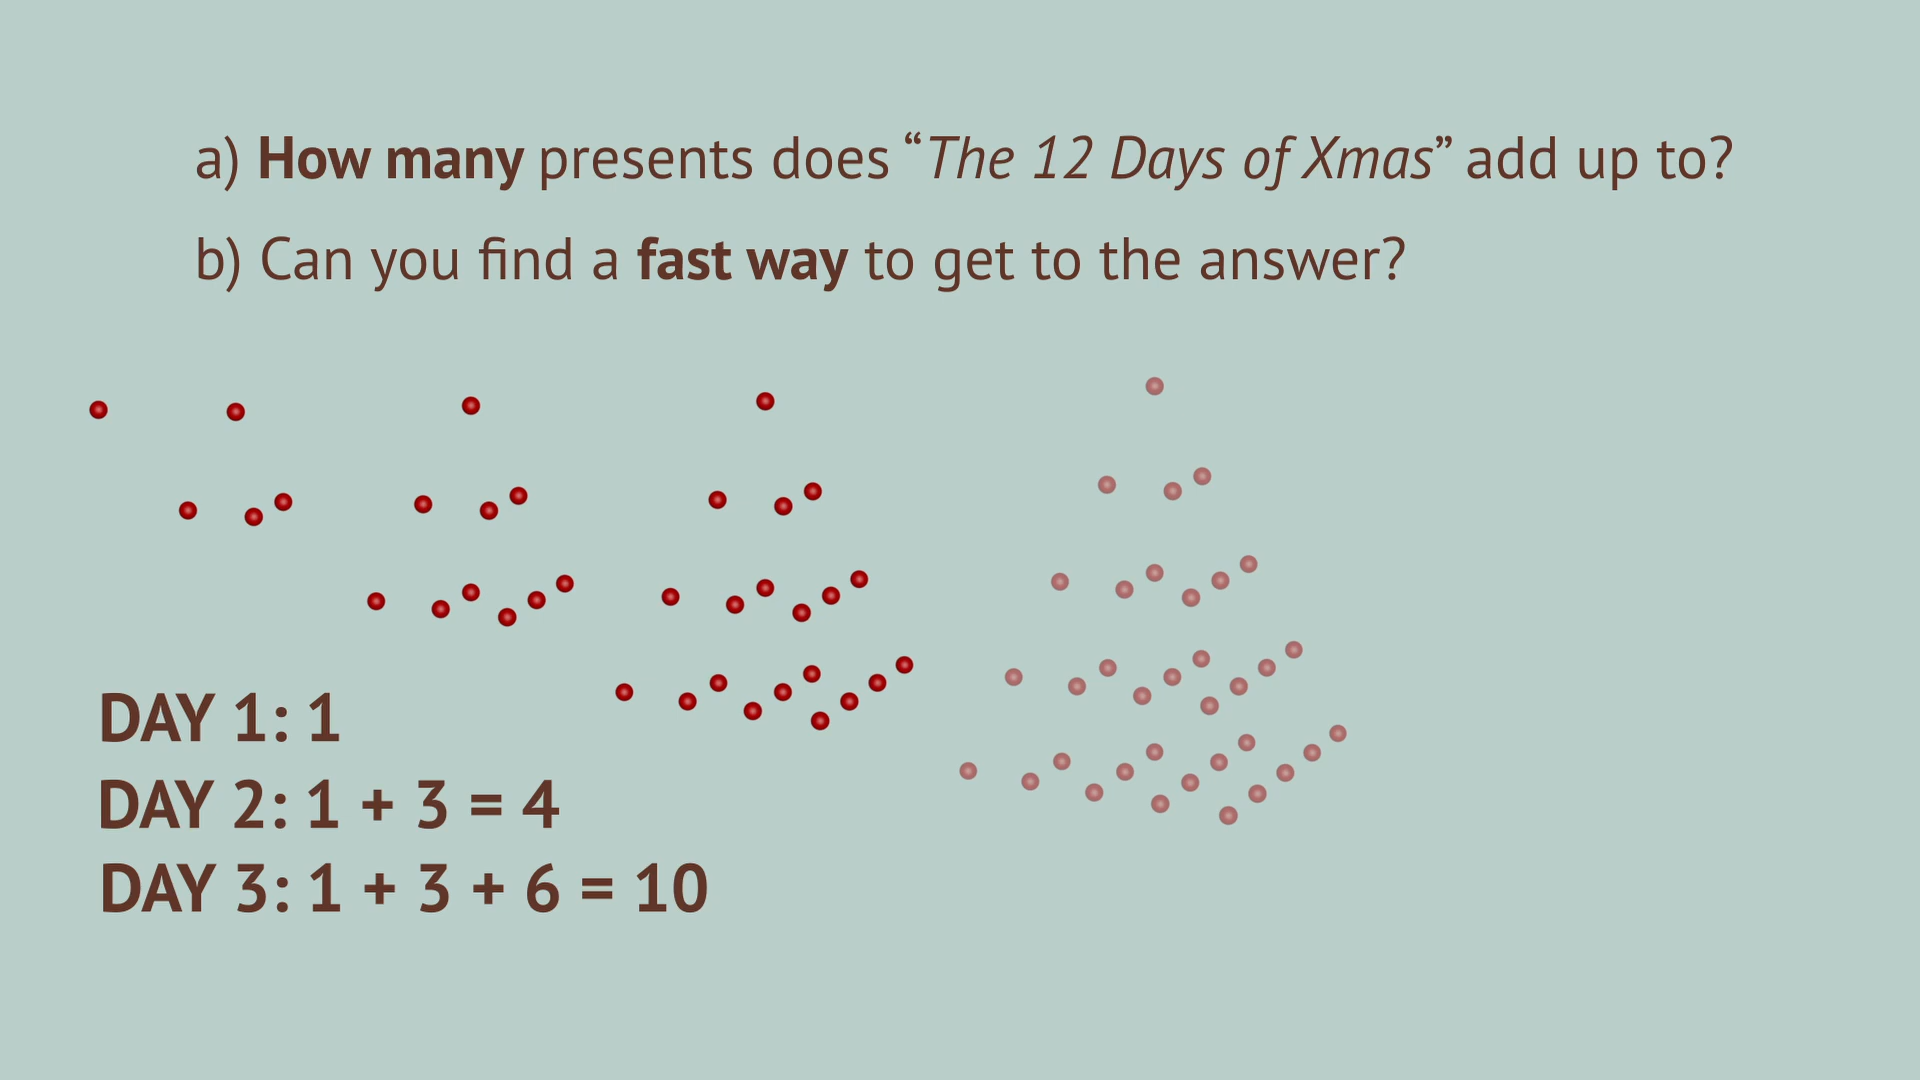 a) How many presents does “The 12 Days of Xmas” add up to?
b) Can you find a fast way to get to the answer?
DAY 1: 1
DAY 2: 1 + 3 = 4
DAY 3: 1 + 3 + 6 = 10